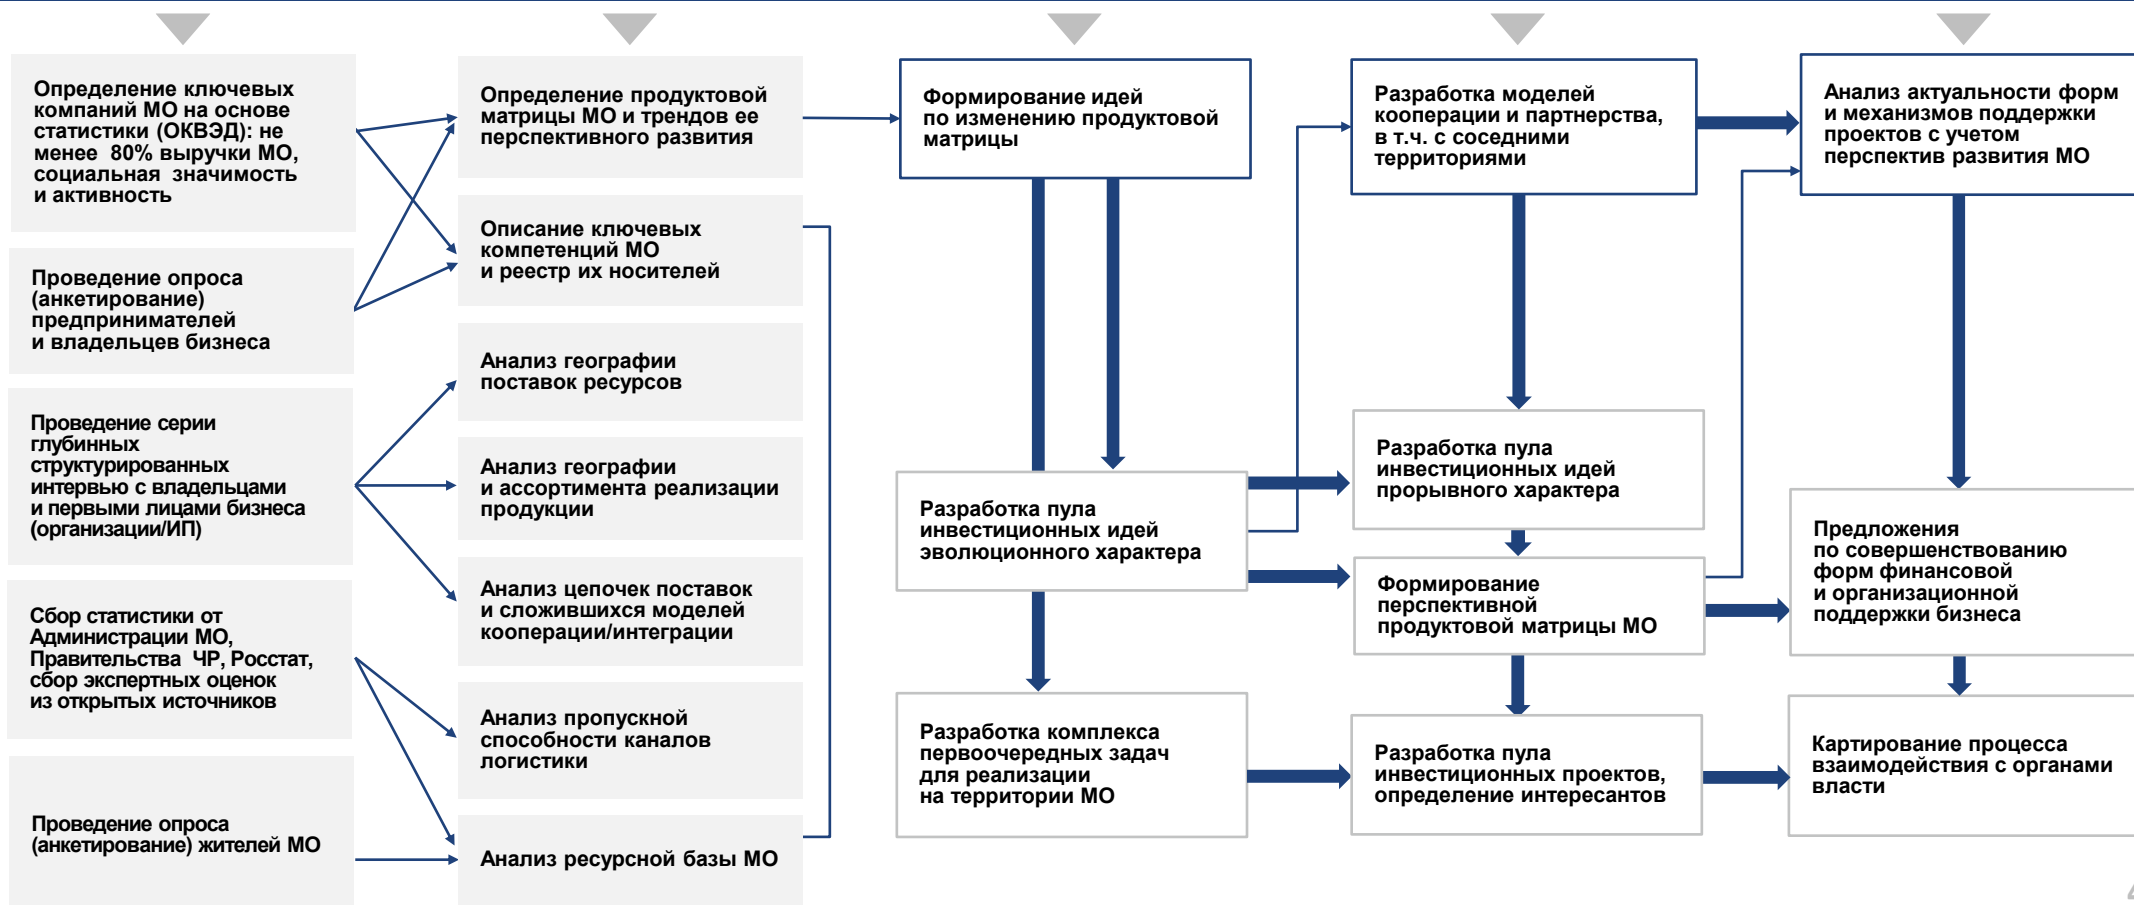 Определение ключевых
компаний МО на основе
статистики (ОКВЭД): не
менее 80% выручки МО,
социальная значимость
и активность
Проведение опроса
(анкетирование)
предпринимателей
и владельцев бизнеса
Проведение серии
глубинных
структурированных
интервью с владельцами
и первыми лицами бизнеса
(организации/ИП)
Сбор статистики от
Администрации МО,
Правительства ЧР, Росстат,
сбор экспертных оценок
из открытых источников
Проведение опроса
(анкетирование) жителей МО
Определение продуктовой
матрицы МО и трендов ее
перспективного развития
Описание ключевых
компетенций МО
и реестр их носителей
Анализ географии
поставок ресурсов
Анализ географии
и ассортимента реализации
продукции
Анализ цепочек поставок
и сложившихся моделей
кооперации/интеграции
Анализ пропускной
способности каналов
логистики
Анализ ресурсной базы МО
Формирование идей
по изменению продуктовой
матрицы
Разработка пула
инвестиционных идей
эволюционного характера
Разработка комплекса
первоочередных задач
для реализации
на территории МО
Разработка моделей
кооперации и партнерства,
в т.ч. с соседними
территориями
Разработка пула
инвестиционных идей
прорывного характера
Формирование
перспективной
продуктовой матрицы МО
Разработка пула
инвестиционных проектов,
определение интересантов
Анализ актуальности форм
и механизмов поддержки
проектов с учетом
перспектив развития МО
Предложения
по совершенствованию
форм финансовой
и организационной
поддержки бизнеса
Картирование процесса
взаимодействия с органами
власти